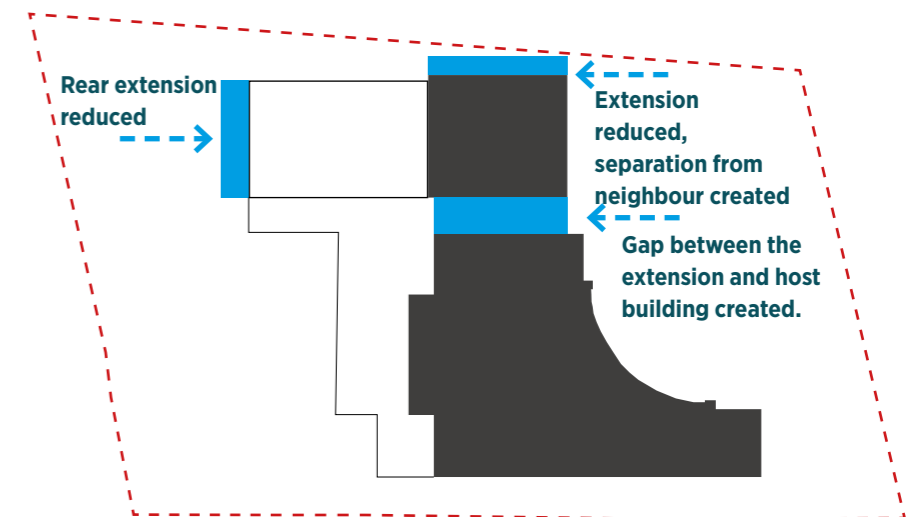 Rear extension
reduced
Extension
reduced,
separation from
neighbour created
Gap between the
extension and host
building created.